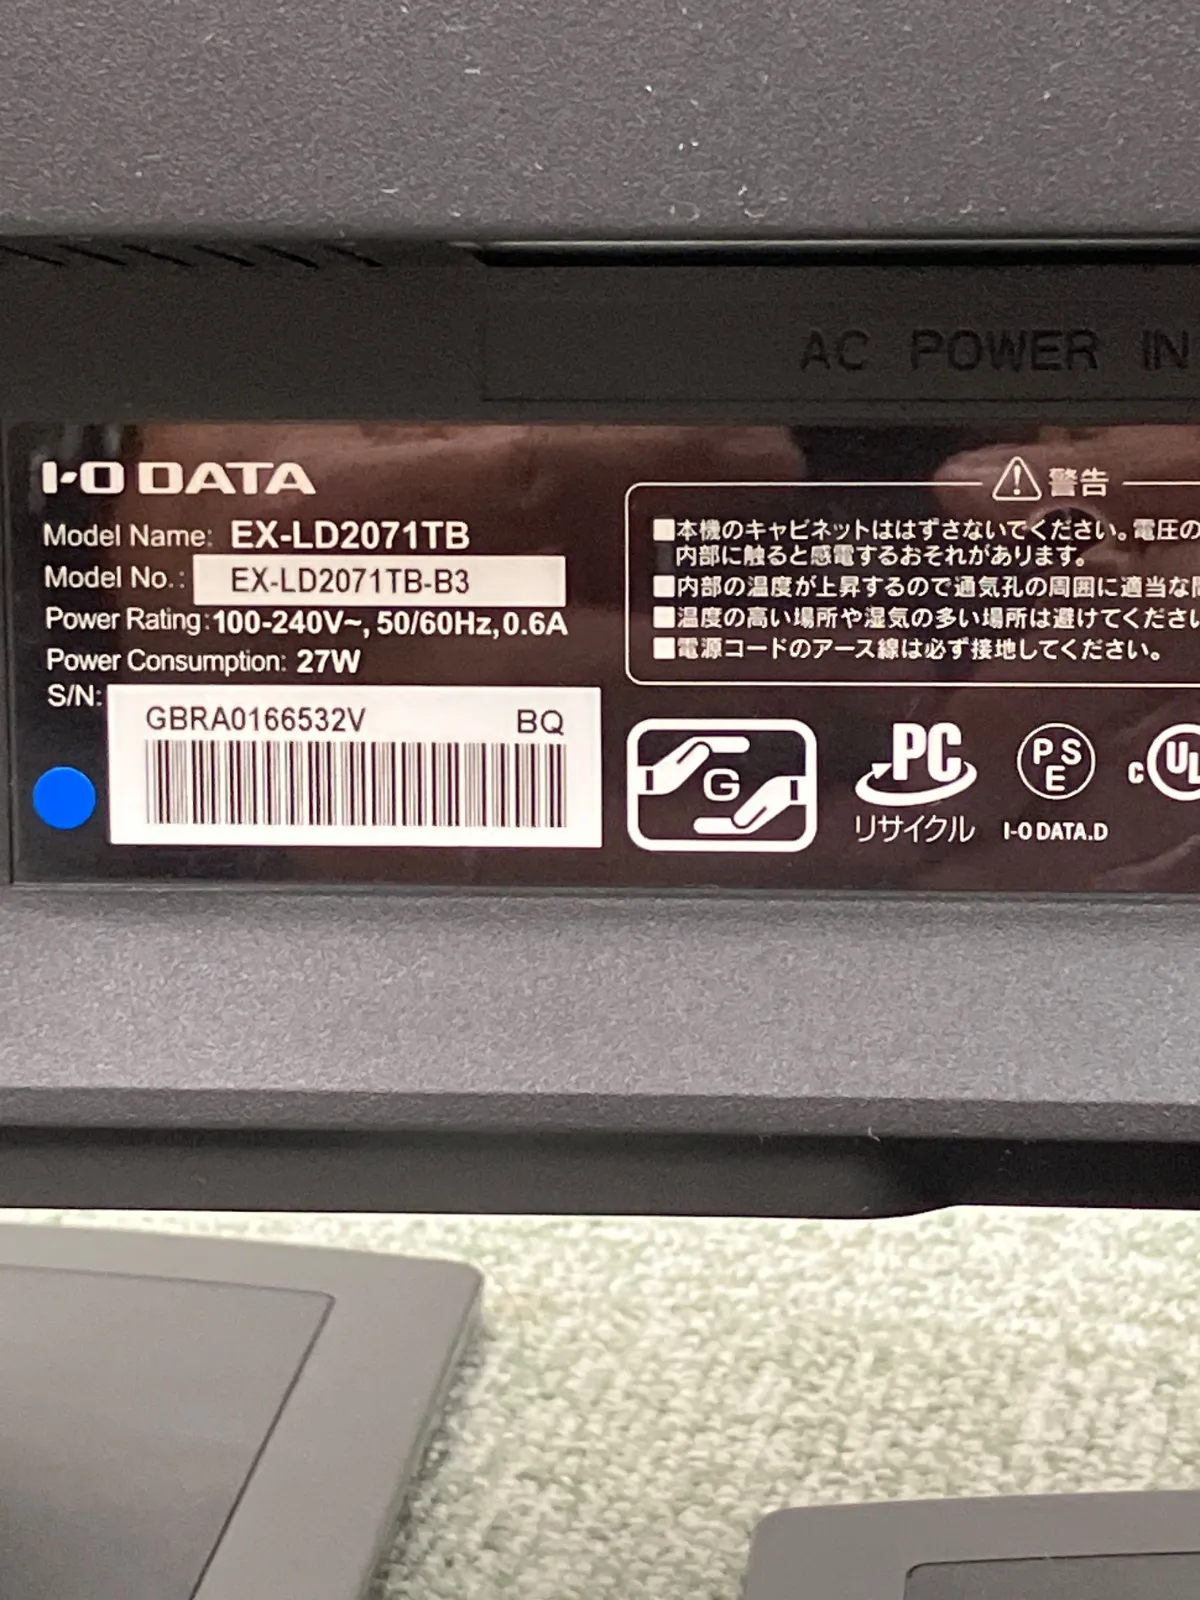 AC POWER IN
I-O DATA
Model Name: EX-LD2071TB
Model No.: EX-LD2071TB-B3
Power Rating: 100-240V~, 50/60Hz, 0.6A
Power Consumption: 27W
S/N:
GBRA0166532V BQ
警告
■本機のキャビネットははずさないでください。電圧の
内部に触ると感電するおそれがあります。
■内部の温度が上昇するので通気孔の周囲に適当な
■温度の高い場所や湿気の多い場所は避けてくださ
■電源コードのアース線は必ず接地してください。
G
PC
リサイクル
PSE
I-O DATA.D
c UL